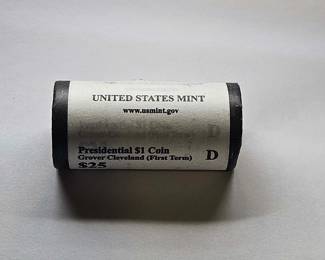 UNITED STATES MINT
www.usmint.gov
D
Presidential $1 Coin
Grover Cleveland (First Term)
D
$25